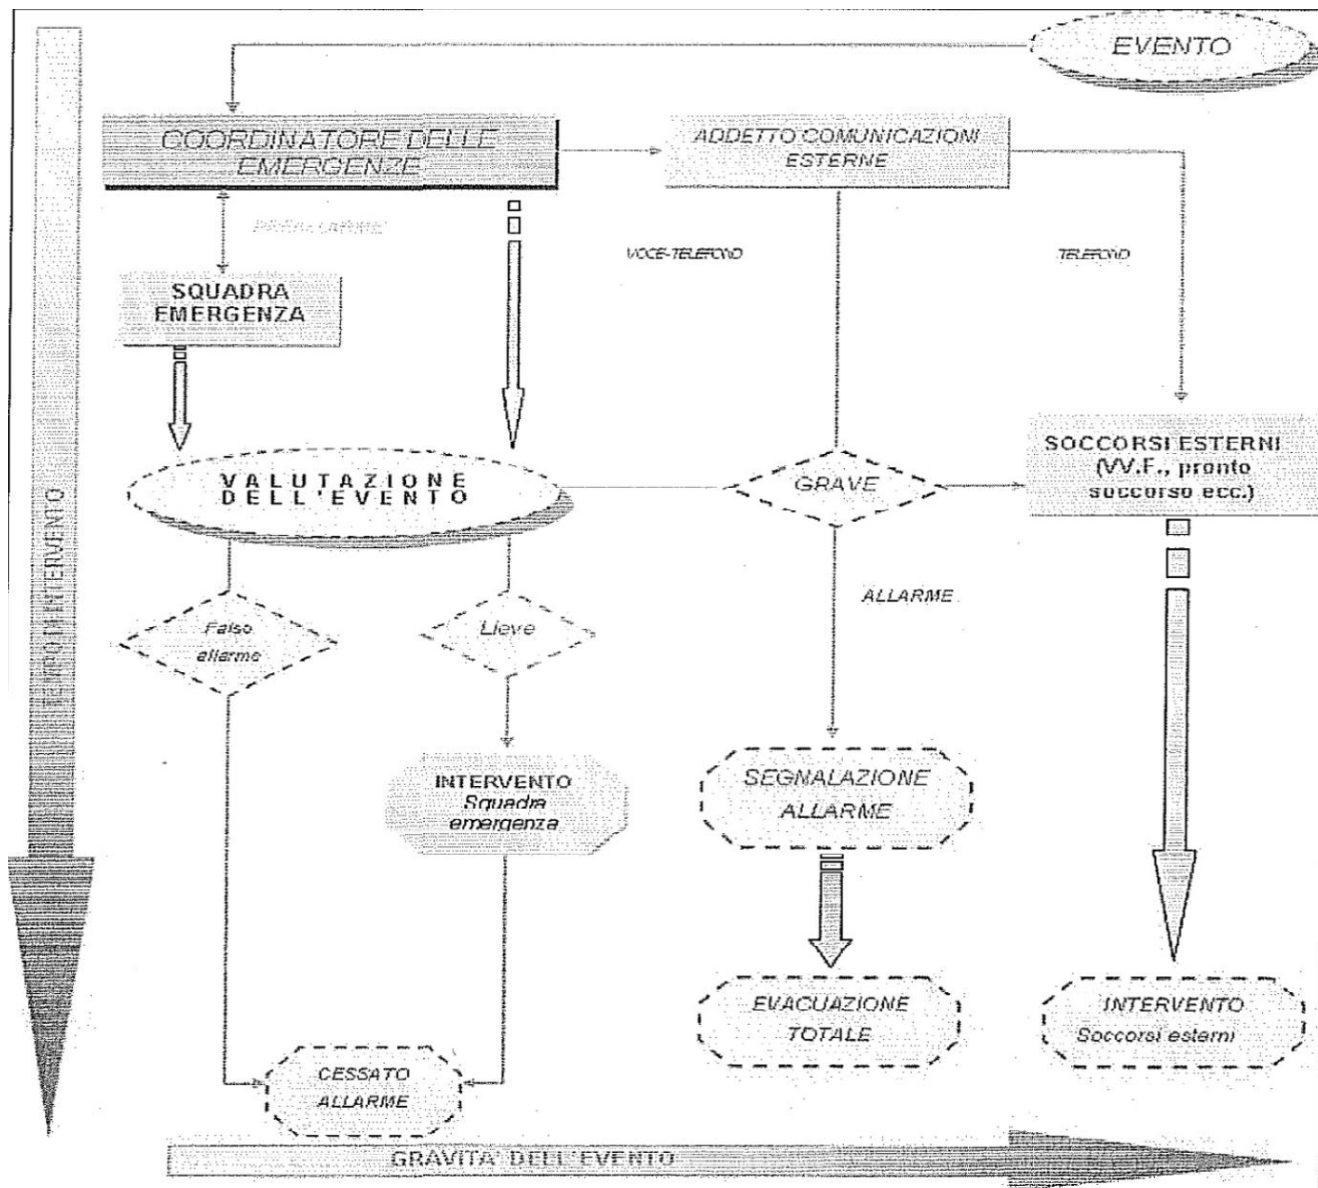 EVENTO
COORDINATORE DELLE
EMERGENZE
ADDETTO COMUNICAZIONI
ESTERNE
PREALLARME
VOCE-TELEFONO
TELEFONO
SQUADRA
EMERGENZA
VALUTAZIONE
DELL'EVENTO
GRAVE
SOCCORSI ESTERNI
(VV.F., pronto
soccorso ecc.)
ALLARME
Falso
allarme
Lieve
INTERVENTO
Squadra
emergenza
SEGNALAZIONE
ALLARME
EVACUAZIONE
TOTALE
INTERVENTO
Soccorsi esterni
CESSATO
ALLARME
INTERVENTO
GRAVITA' DELL'EVENTO